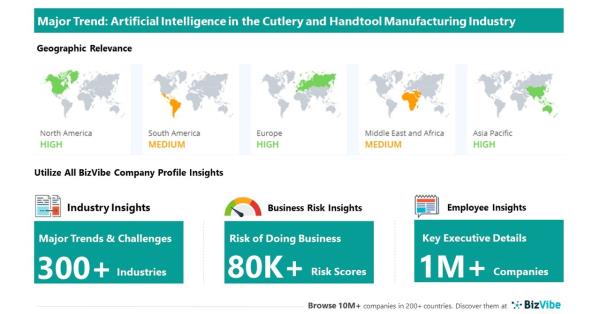 Major Trend: Artificial Intelligence in the Cutlery and Handtool Manufacturing Industry
Geographic Relevance
North America
HIGH
South America
MEDIUM
Europe
HIGH
Middle East and Africa
MEDIUM
Asia Pacific
HIGH
Utilize All BizVibe Company Profile Insights
Industry Insights
Major Trends & Challenges
300+ Industries
Business Risk Insights
Risk of Doing Business
80K+ Risk Scores
Employee Insights
Key Executive Details
1M+ Companies
Browse 10M+ companies in 200+ countries. Discover them at BizVibe